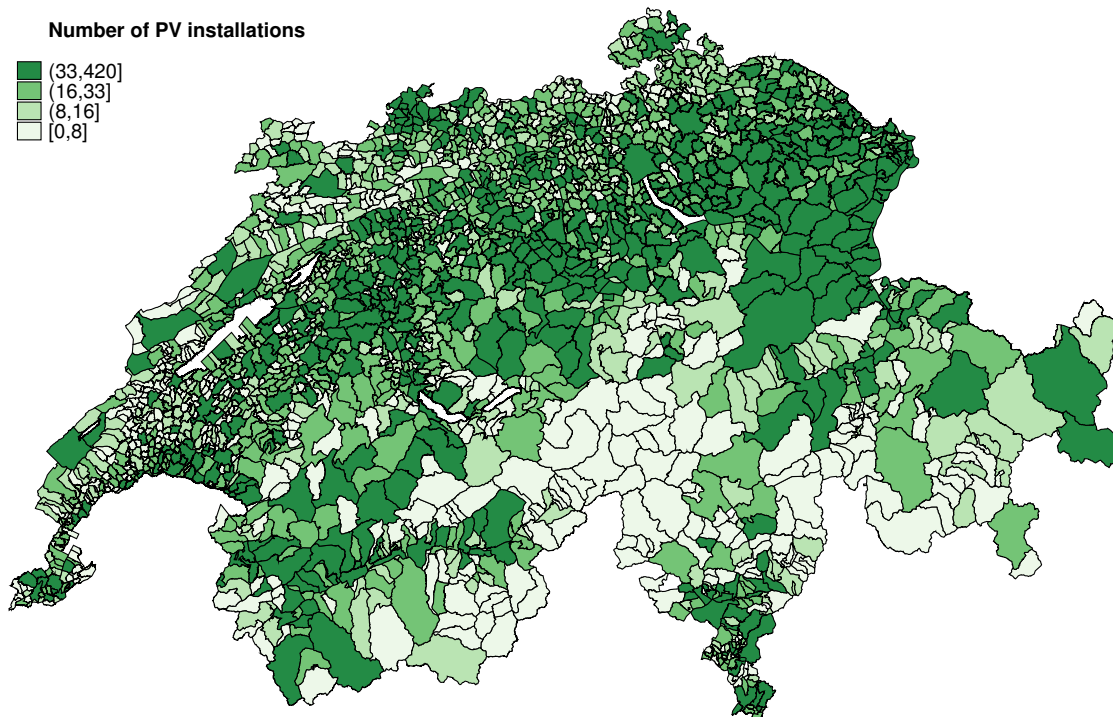 Number of PV installations
(33,420]
(16,33]
(8,16]
[0,8]